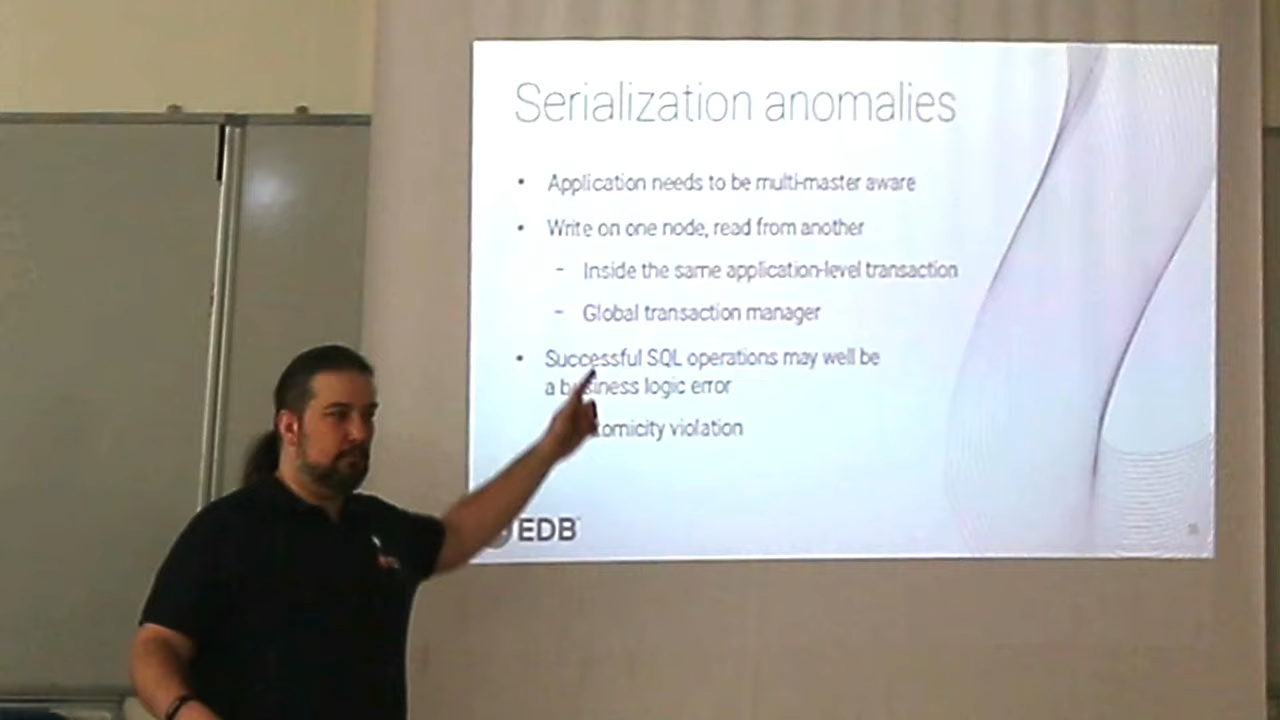 Serialization anomalies
• Application needs to be multi-master aware
• Write on one node, read from another
- Inside the same application-level transaction
- Global transaction manager
• Successful SQL operations may well be
a business logic error
violation
EDB